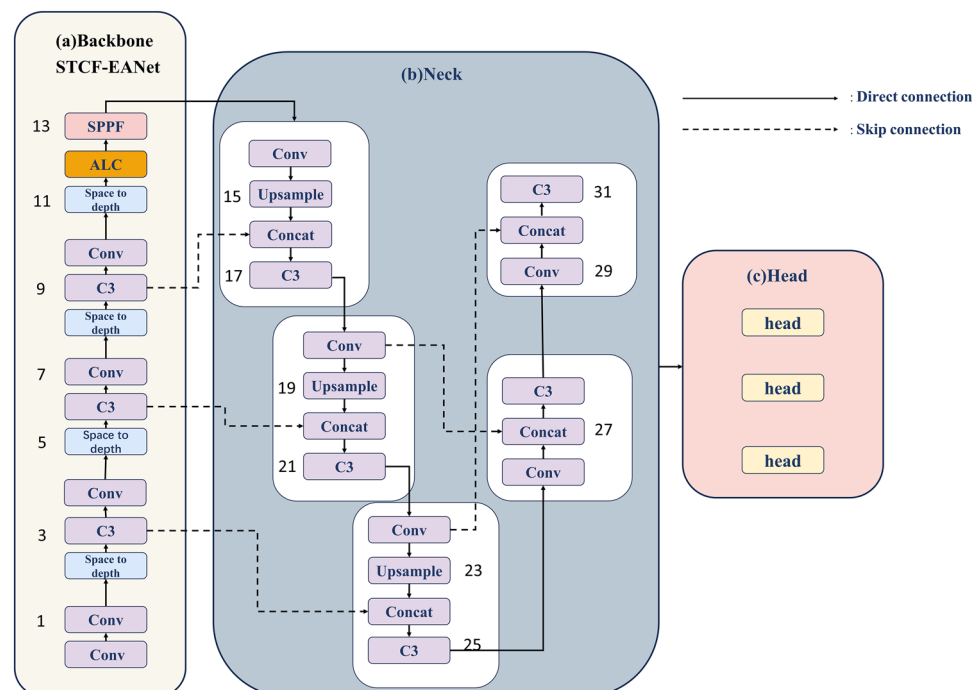 (a)Backbone
STCF-EANet
13
SPPF
ALC
11
Space to
depth
Conv
9
C3
Space to
depth
7
Conv
C3
5
Space to
depth
Conv
3
C3
Space to
depth
1
Conv
Conv
(b)Neck
Conv
15
Upsample
Concat
17
C3
Conv
19
Upsample
Concat
21
C3
Conv
Upsample
23
Concat
C3
25
C3
31
Concat
Conv
29
C3
Concat
27
Conv
: Direct connection
: Skip connection
(c)Head
head
head
head